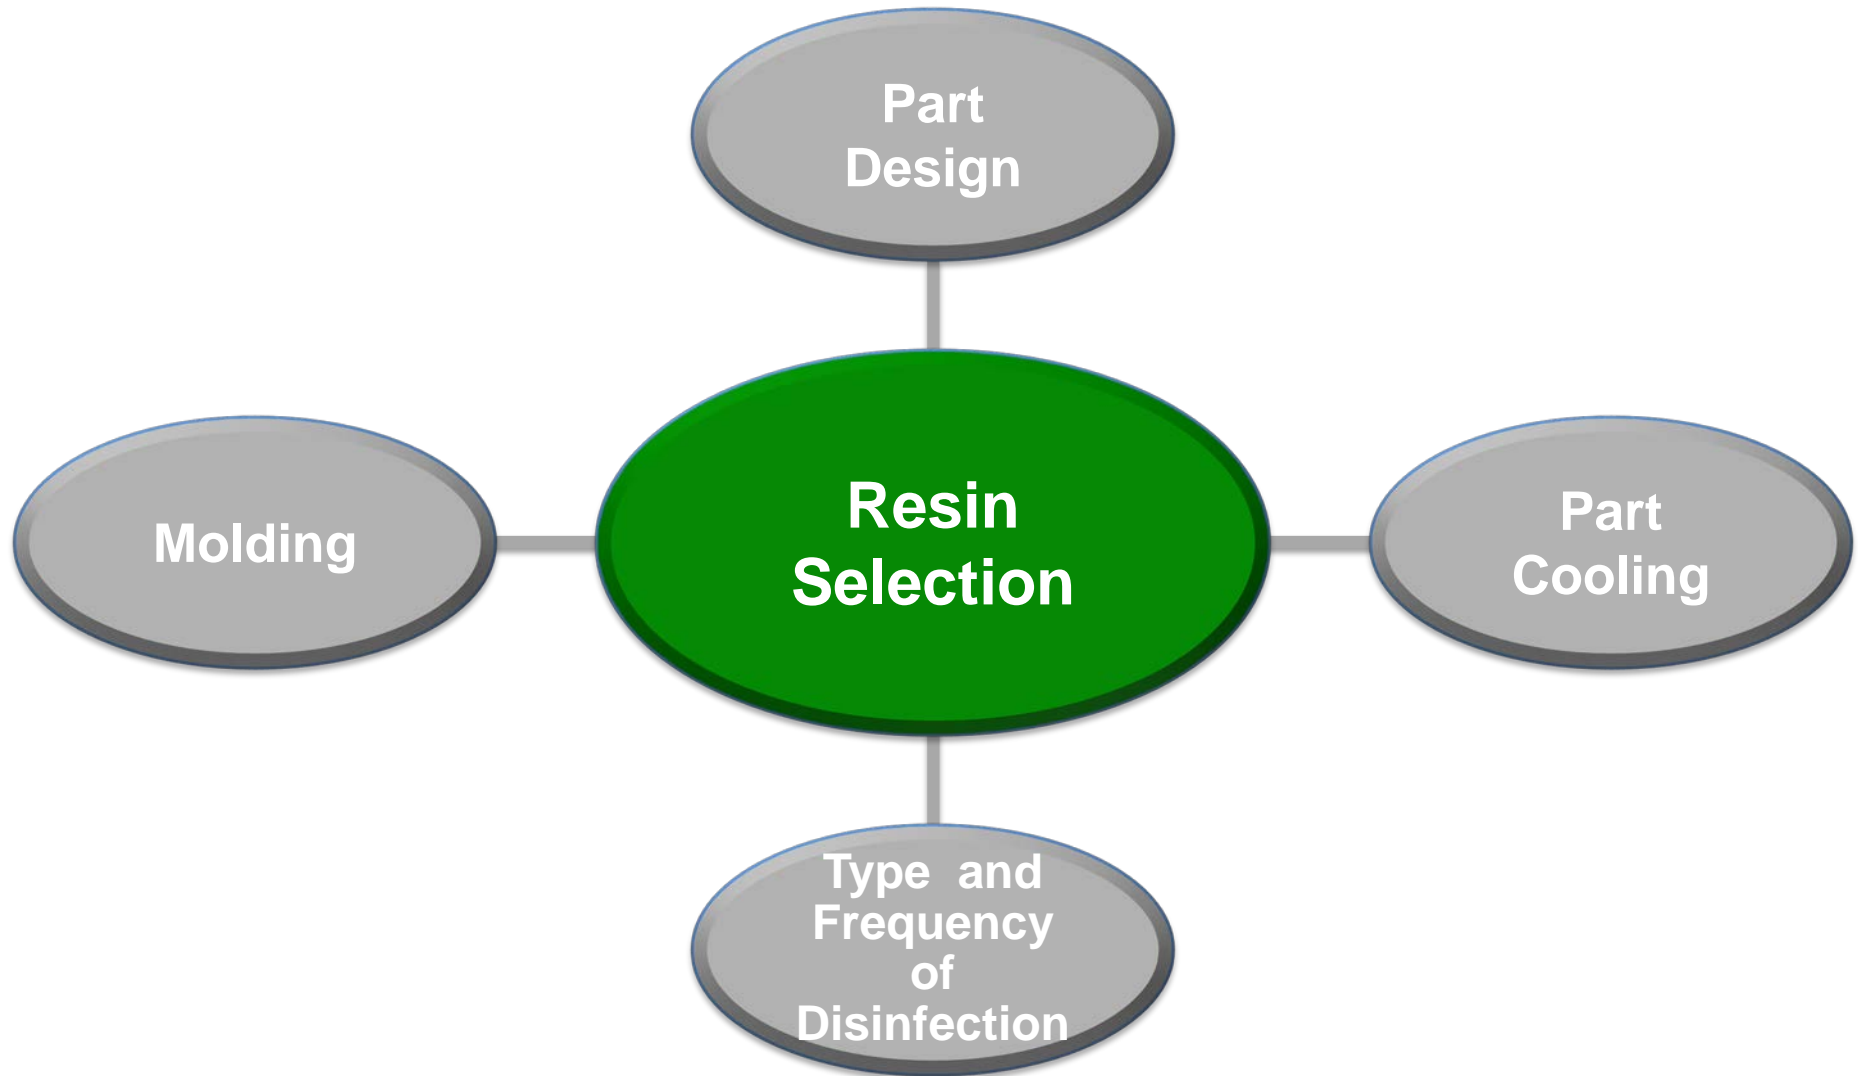 Part
Design
Molding
Resin
Selection
Part
Cooling
Type and
Frequency
of
Disinfection